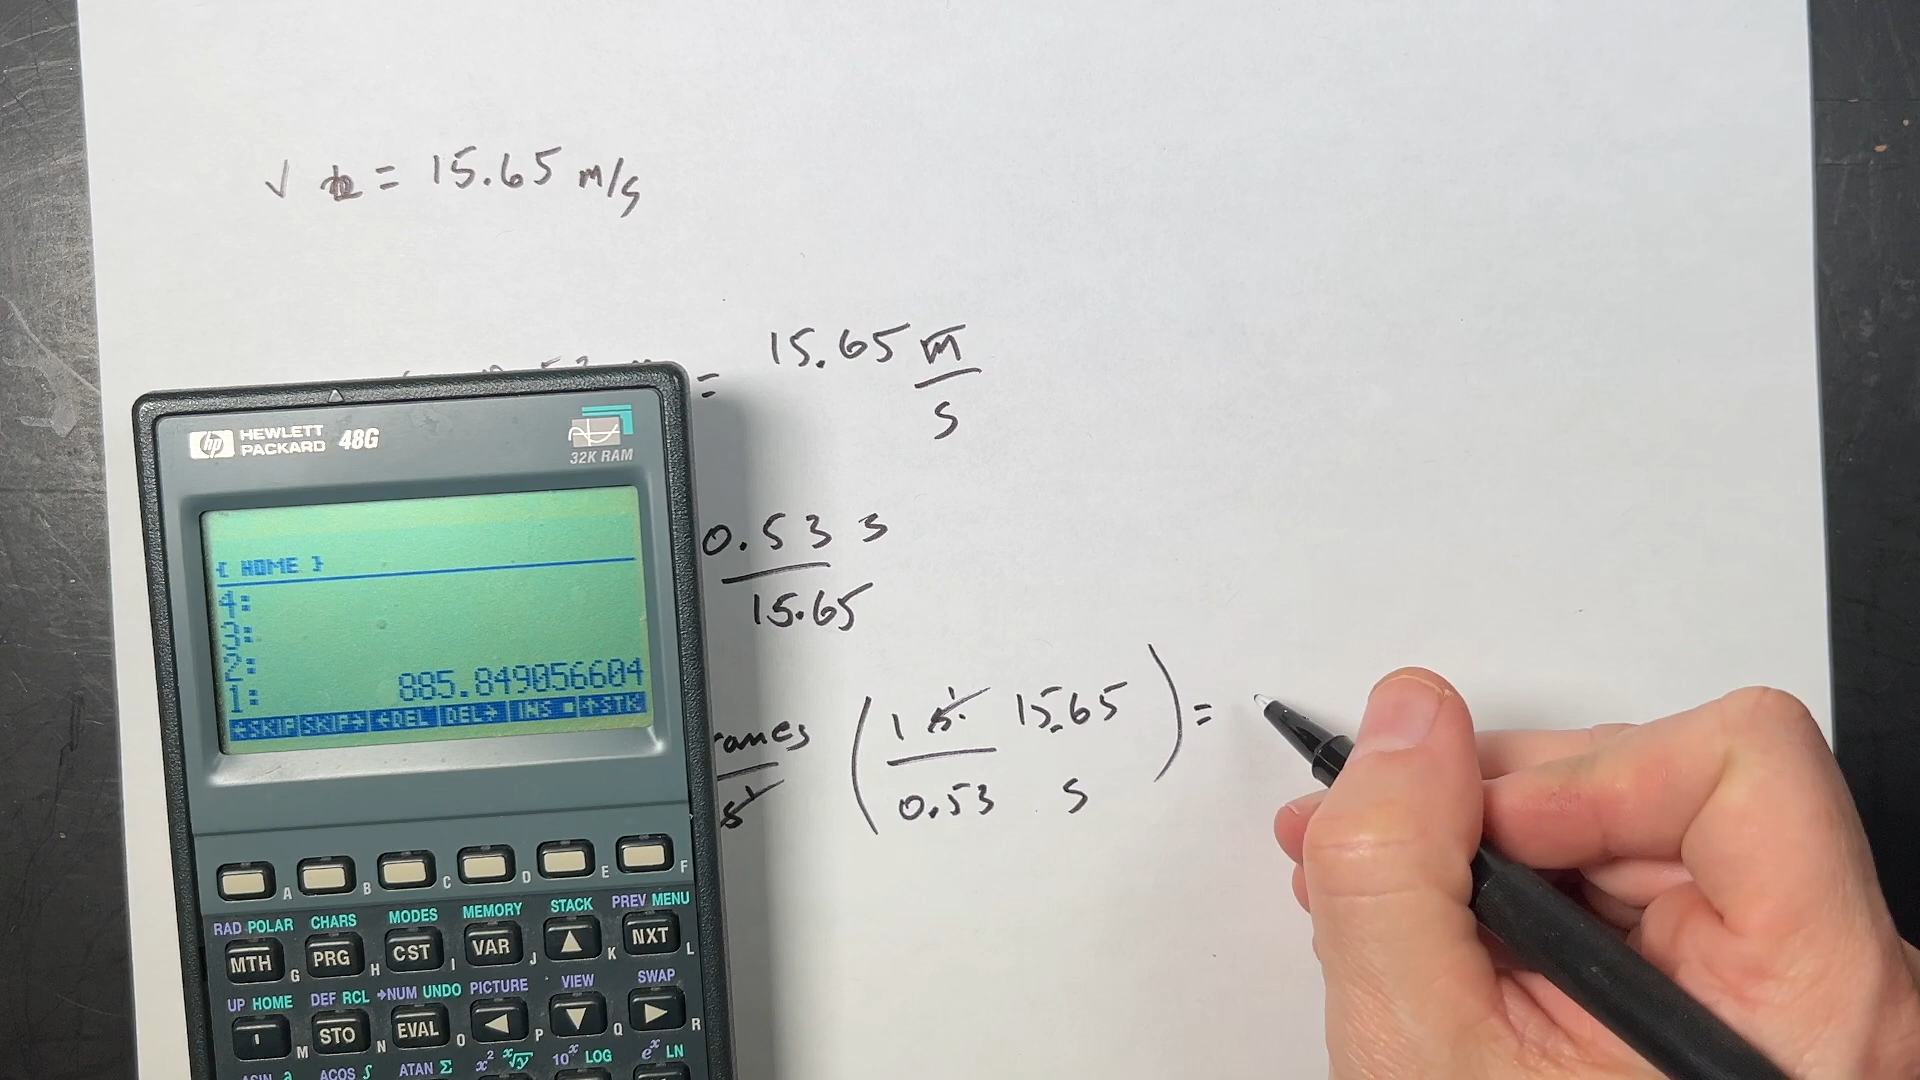 √ = 15.65 m/s
= 15.65 m
s
0.53 s
15.65
( 1 s 15.65 ) =
0.53 s
hp HEWLETT PACKARD 48G
32K RAM
{ HOME }
4:
3:
2:
1: 885.849056604
←SKIP SKIP→ ←DEL DEL→ INS ▪ ↑STK
A B C D E F
RAD POLAR CHARS MODES MEMORY STACK PREV MENU
MTH G PRG H CST I VAR J ▲ K NXT L
UP HOME DEF RCL →NUM UNDO PICTURE VIEW SWAP
' M STO N EVAL O ◀ P ▼ Q ▶ R
ASIN ∂ ACOS ∫ ATAN Σ x² ˣ√y 10ˣ LOG eˣ LN